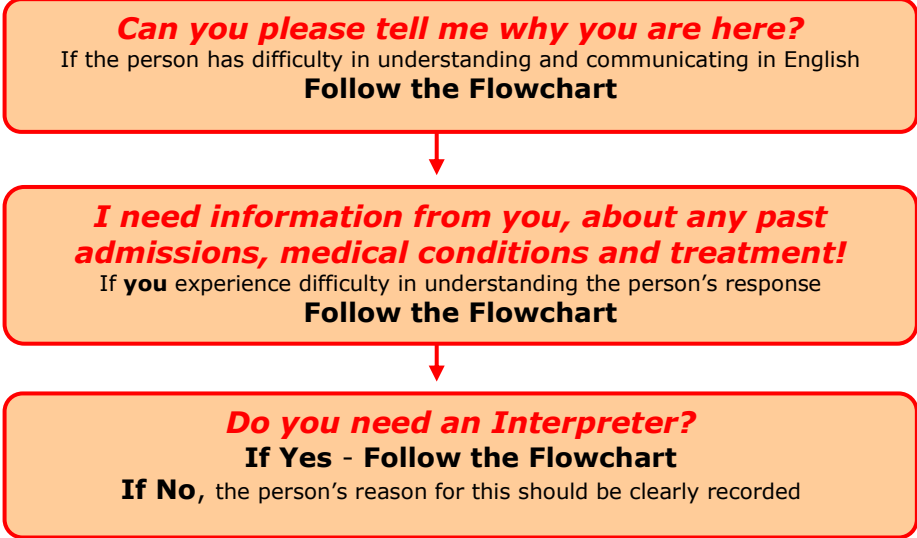 Can you please tell me why you are here?
If the person has difficulty in understanding and communicating in English
Follow the Flowchart
I need information from you, about any past
admissions, medical conditions and treatment!
If you experience difficulty in understanding the person’s response
Follow the Flowchart
Do you need an Interpreter?
If Yes - Follow the Flowchart
If No, the person’s reason for this should be clearly recorded